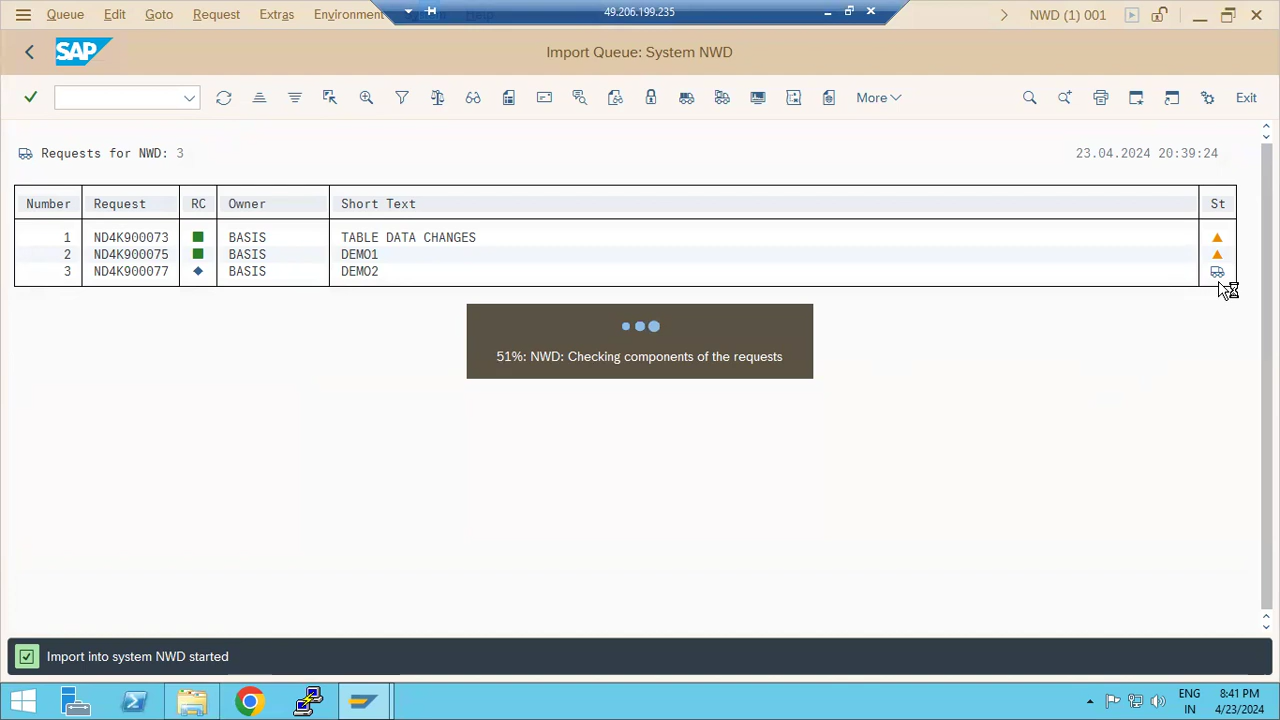 49.206.199.235
Queue Edit Goto Request Extras Environment Help NWD (1) 001
SAP Import Queue: System NWD
More Exit
Requests for NWD: 3 23.04.2024 20:39:24
Number Request RC Owner Short Text St
1 ND4K900073 BASIS TABLE DATA CHANGES
2 ND4K900075 BASIS DEMO1
3 ND4K900077 BASIS DEMO2
51%: NWD: Checking components of the requests
Import into system NWD started
ENG 8:41 PM
IN 4/23/2024